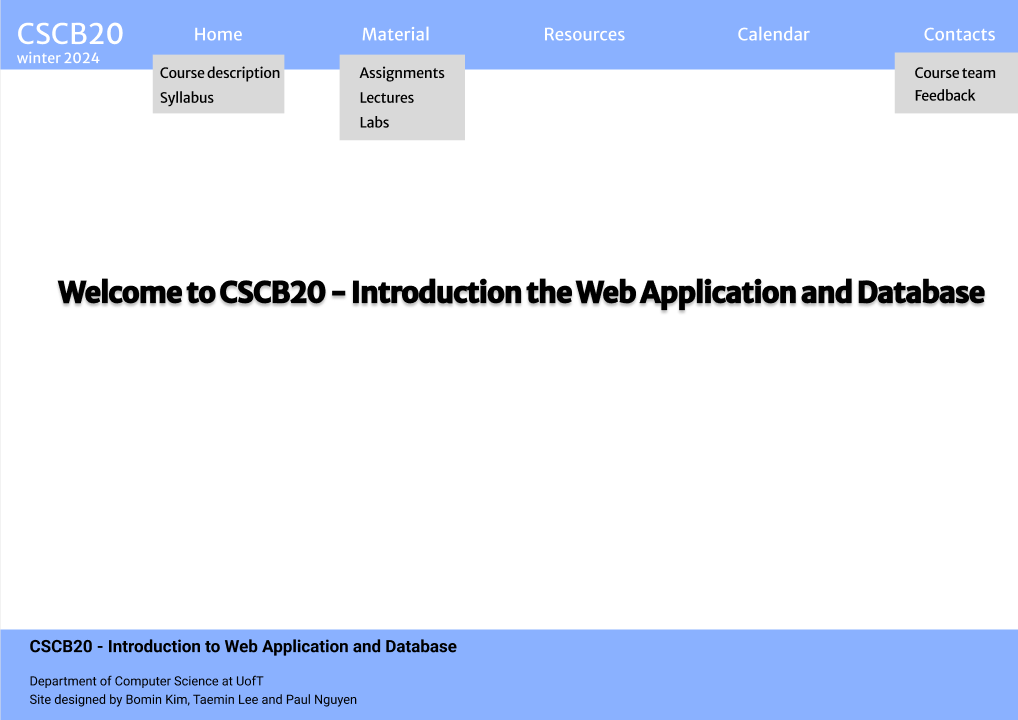 CSCB20
winter 2024
Home
Material
Resources
Calendar
Contacts
Course description
Syllabus
Assignments
Lectures
Labs
Course team
Feedback
Welcome to CSCB20 - Introduction the Web Application and Database
CSCB20 - Introduction to Web Application and Database
Department of Computer Science at UofT
Site designed by Bomin Kim, Taemin Lee and Paul Nguyen